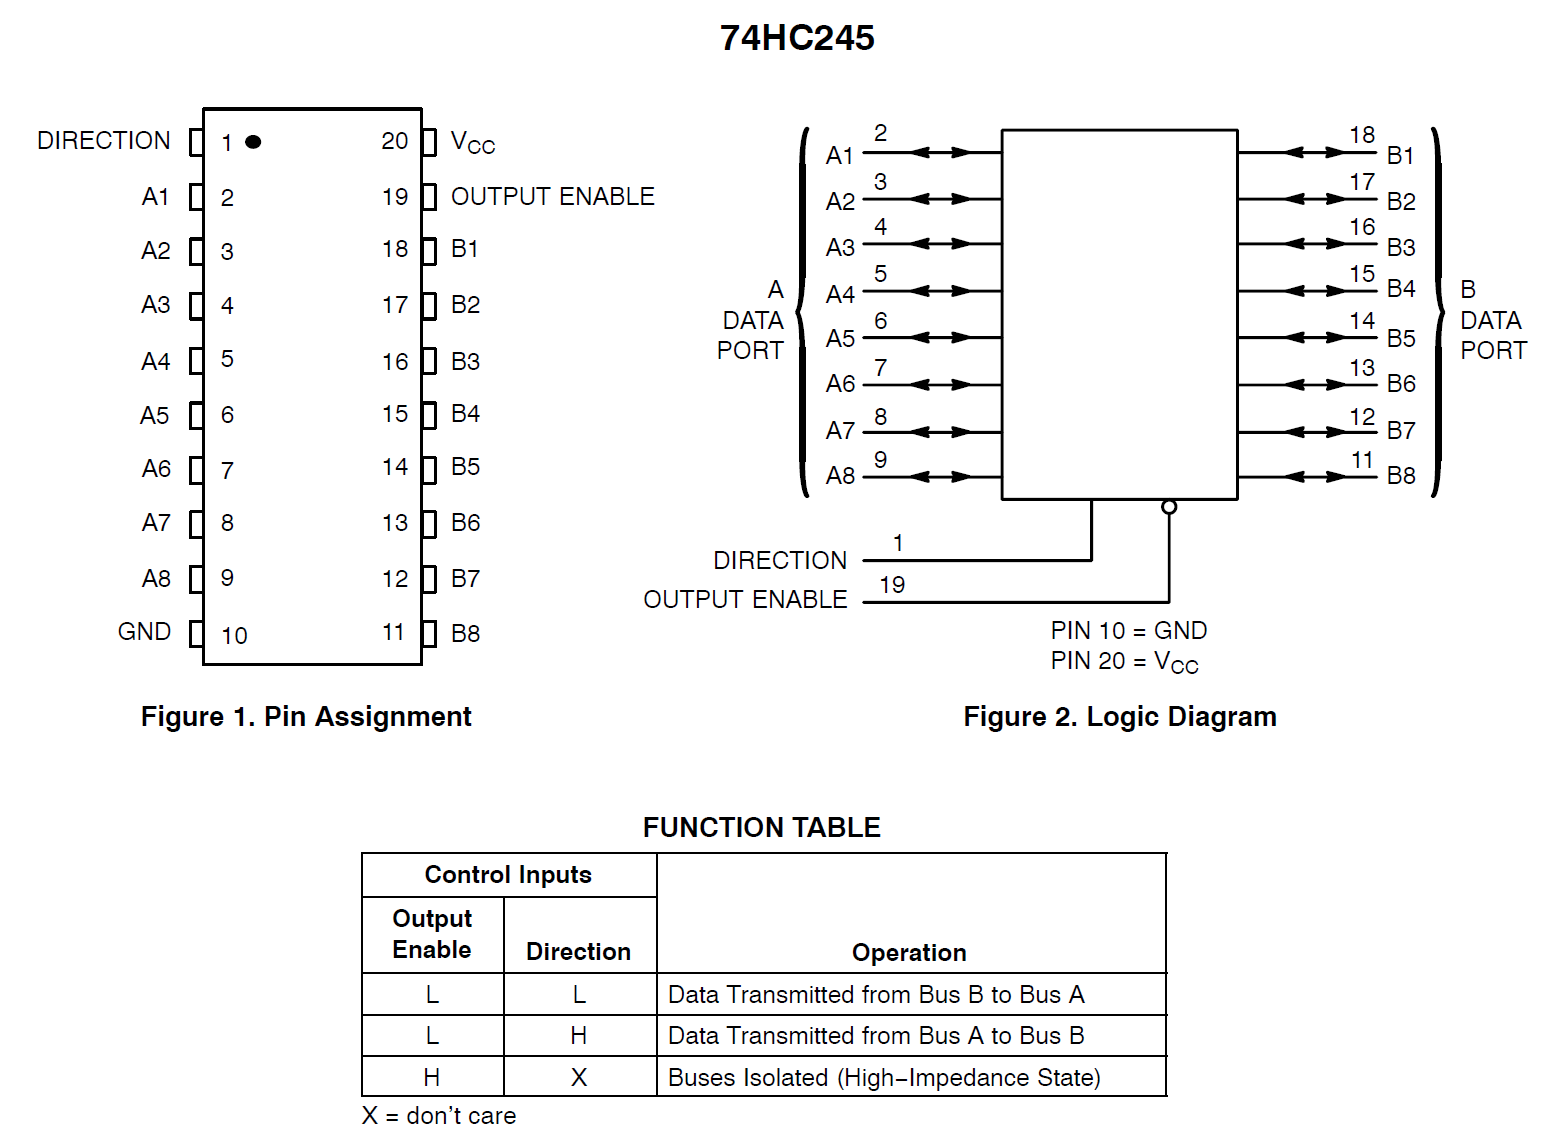 74HC245
DIRECTION 1 20 VCC
A1 2 19 OUTPUT ENABLE
A2 3 18 B1
A3 4 17 B2
A4 5 16 B3
A5 6 15 B4
A6 7 14 B5
A7 8 13 B6
A8 9 12 B7
GND 10 11 B8
Figure 1. Pin Assignment
A
DATA
PORT
A1 2 18 B1
A2 3 17 B2
A3 4 16 B3
A4 5 15 B4
A5 6 14 B5
A6 7 13 B6
A7 8 12 B7
A8 9 11 B8
B
DATA
PORT
DIRECTION 1
OUTPUT ENABLE 19
PIN 10 = GND
PIN 20 = VCC
Figure 2. Logic Diagram
FUNCTION TABLE
Control Inputs
Output
Enable Direction Operation
L L Data Transmitted from Bus B to Bus A
L H Data Transmitted from Bus A to Bus B
H X Buses Isolated (High−Impedance State)
X = don't care